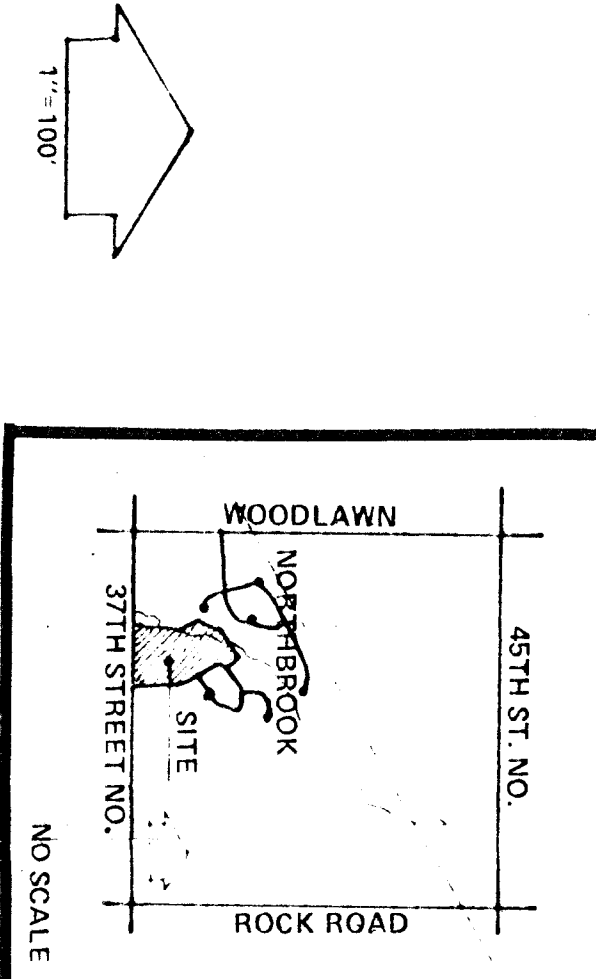 1"=100'
WOODLAWN
NORTHBROOK
45TH ST. NO.
37TH STREET NO.
SITE
ROCK ROAD
NO SCALE